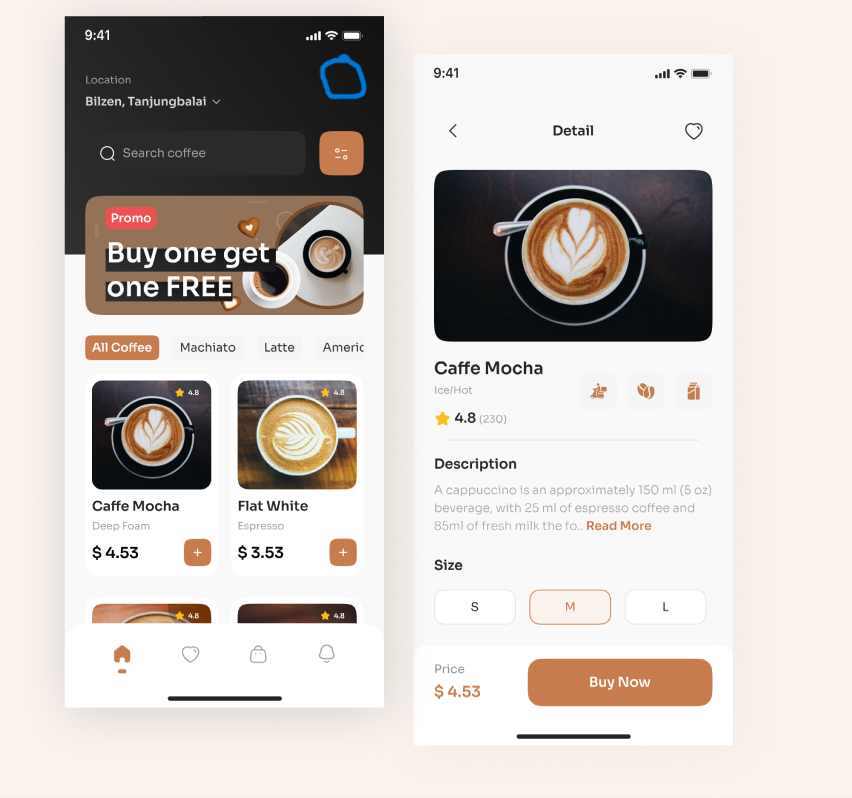 9:41
Location
Bilzen, Tanjungbalai
Search coffee
Promo
Buy one get
one FREE
All Coffee Machiato Latte Americ
4.8 4.8
Caffe Mocha Flat White
Deep Foam Espresso
$ 4.53 $ 3.53
4.8 4.8
9:41
Detail
Caffe Mocha
Ice/Hot
4.8 (230)
Description
A cappuccino is an approximately 150 ml (5 oz)
beverage, with 25 ml of espresso coffee and
85ml of fresh milk the fo.. Read More
Size
S M L
Price
$ 4.53
Buy Now